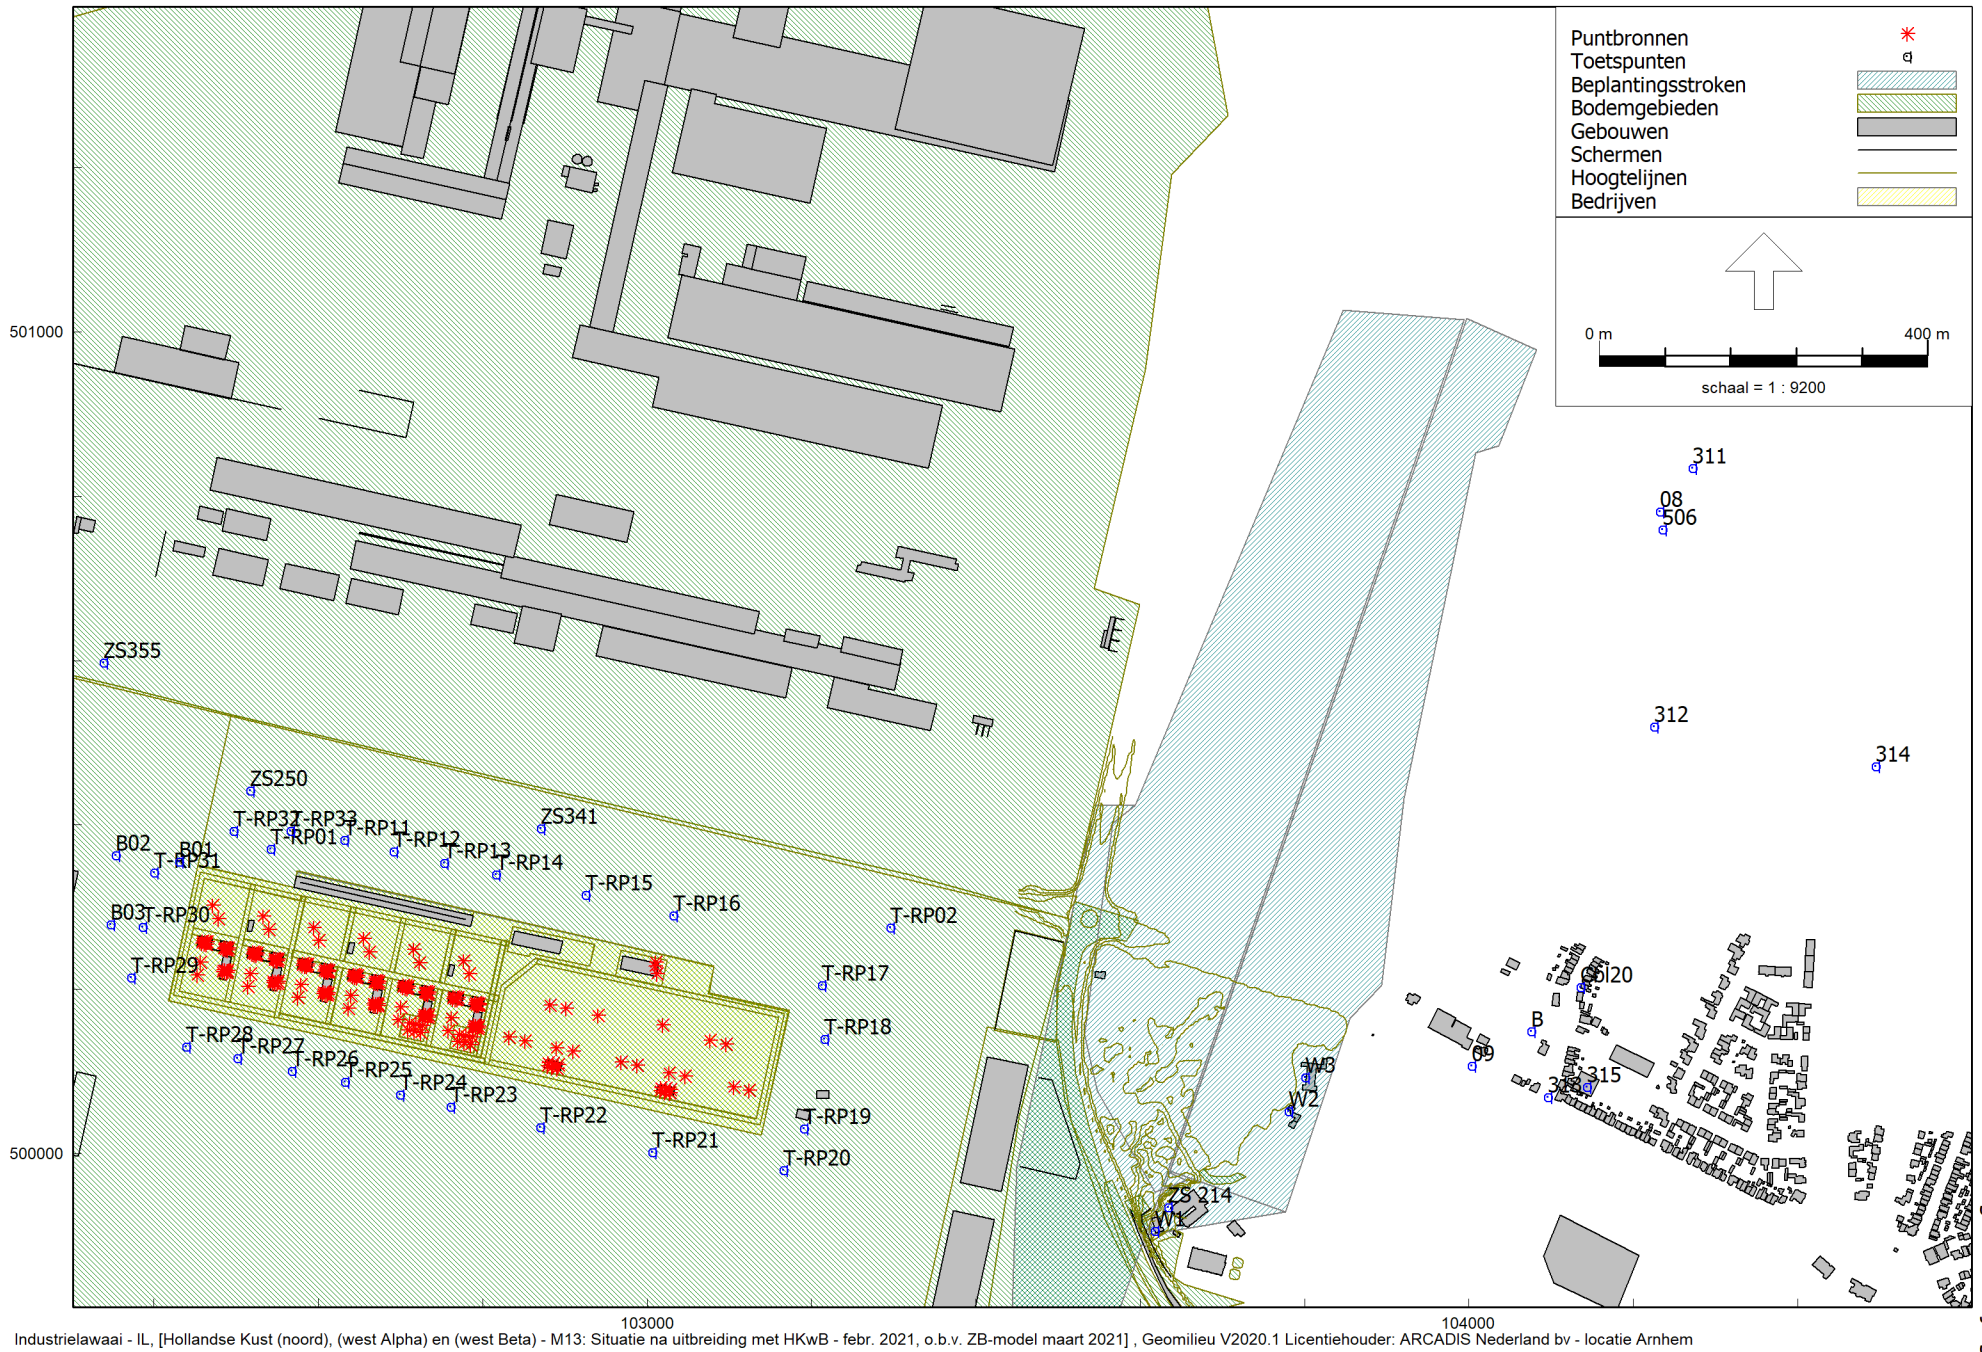 Puntbronnen
Toetspunten
Beplantingsstroken
Bodemgebieden
Gebouwen
Schermen
Hoogtelijnen
Bedrijven
0 m 400 m
schaal = 1 : 9200
501000
311
08
506
ZS355
312
314
ZS250
ZS341
T-RP32
T-RP33
T-RP11
T-RP01
T-RP12
B02
B01
T-RP31
T-RP13
T-RP14
T-RP15
B03
T-RP30
T-RP16
T-RP02
T-RP29
T-RP17
T-RP28
T-RP18
B
T-RP27
T-RP26
T-RP25
T-RP24
T-RP23
09
W3
315
W2
T-RP22
T-RP19
T-RP21
T-RP20
500000
ZS 214
W1
103000
104000
Industrielawaai - IL, [Hollandse Kust (noord), (west Alpha) en (west Beta) - M13: Situatie na uitbreiding met HKwB - febr. 2021, o.b.v. ZB-model maart 2021] , Geomilieu V2020.1 Licentiehouder: ARCADIS Nederland bv - locatie Arnhem